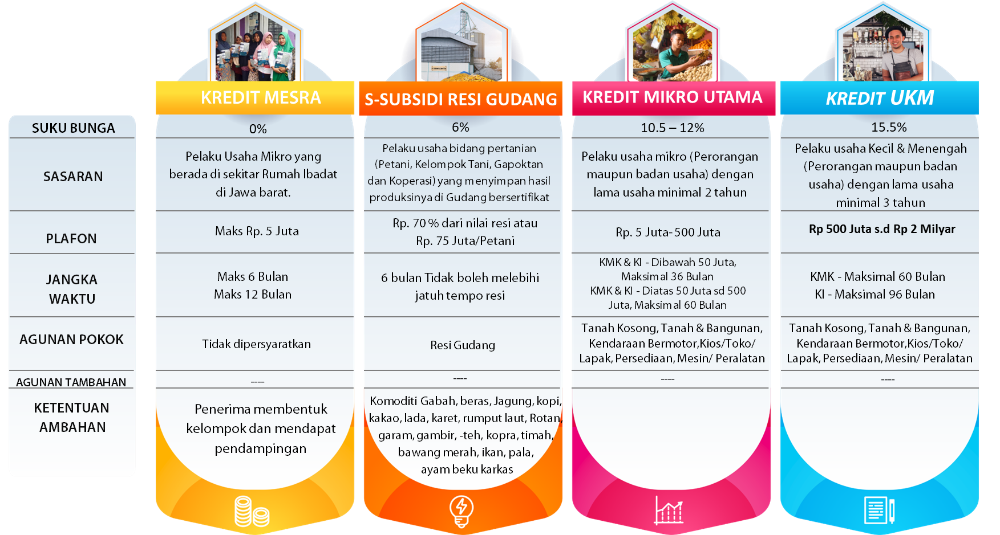 KREDIT MESRA
S-SUBSIDI RESI GUDANG
KREDIT MIKRO UTAMA
KREDIT UKM
SUKU BUNGA
0%
6%
10.5 – 12%
15.5%
SASARAN
Pelaku Usaha Mikro yang
berada di sekitar Rumah Ibadat
di Jawa barat.
Pelaku usaha bidang pertanian
(Petani, Kelompok Tani, Gapoktan
dan Koperasi) yang menyimpan hasil
produksinya di Gudang bersertifikat
Pelaku usaha mikro (Perorangan
maupun badan usaha) dengan
lama usaha minimal 2 tahun
Pelaku usaha Kecil & Menengah
(Perorangan maupun badan
usaha) dengan lama usaha
minimal 3 tahun
PLAFON
Maks Rp. 5 Juta
Rp. 70 % dari nilai resi atau
Rp. 75 Juta/Petani
Rp. 5 Juta- 500 Juta
Rp 500 Juta s.d Rp 2 Milyar
JANGKA
WAKTU
Maks 6 Bulan
Maks 12 Bulan
6 bulan Tidak boleh melebihi
jatuh tempo resi
KMK & KI - Dibawah 50 Juta,
Maksimal 36 Bulan
KMK & KI - Diatas 50 Juta sd 500
Juta, Maksimal 60 Bulan
KMK - Maksimal 60 Bulan
KI - Maksimal 96 Bulan
AGUNAN POKOK
Tidak dipersyaratkan
Resi Gudang
Tanah Kosong, Tanah & Bangunan,
Kendaraan Bermotor,Kios/Toko/
Lapak, Persediaan, Mesin/ Peralatan
Tanah Kosong, Tanah & Bangunan,
Kendaraan Bermotor,Kios/Toko/
Lapak, Persediaan, Mesin/ Peralatan
AGUNAN TAMBAHAN
----
----
----
----
KETENTUAN
AMBAHAN
Penerima membentuk
kelompok dan mendapat
pendampingan
Komoditi Gabah, beras, Jagung, kopi,
kakao, lada, karet, rumput laut, Rotan,
garam, gambir, -teh, kopra, timah,
bawang merah, ikan, pala,
ayam beku karkas